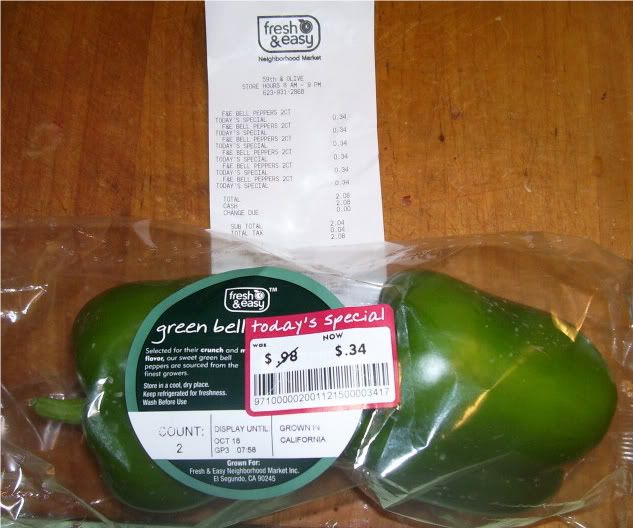 fresh
& easy
Neighborhood Market
59th & OLIVE
STORE HOURS 8 AM - 9 PM
623-931-2868
F&E BELL PEPPERS 2CT
TODAY'S SPECIAL 0.34
F&E BELL PEPPERS 2CT
TODAY'S SPECIAL 0.34
F&E BELL PEPPERS 2CT
TODAY'S SPECIAL 0.34
F&E BELL PEPPERS 2CT
TODAY'S SPECIAL 0.34
F&E BELL PEPPERS 2CT
TODAY'S SPECIAL 0.34
F&E BELL PEPPERS 2CT
TODAY'S SPECIAL 0.34
TOTAL 2.08
CASH 2.08
CHANGE DUE 0.00
SUB TOTAL 2.04
TOTAL TAX 0.04
2.08
fresh
& easy™
green bell
Selected for their crunch and
flavor, our sweet green bell
peppers are sourced from the
finest growers.
Store in a cool, dry place.
Keep refrigerated for freshness.
Wash Before Use
today's special
WAS NOW
$ .98 $.34
971000002001121500003417
COUNT: 2
DISPLAY UNTIL:
OCT 18
GP3 07:58
GROWN IN
CALIFORNIA
Grown For:
Fresh & Easy Neighborhood Market Inc.
El Segundo, CA 90245